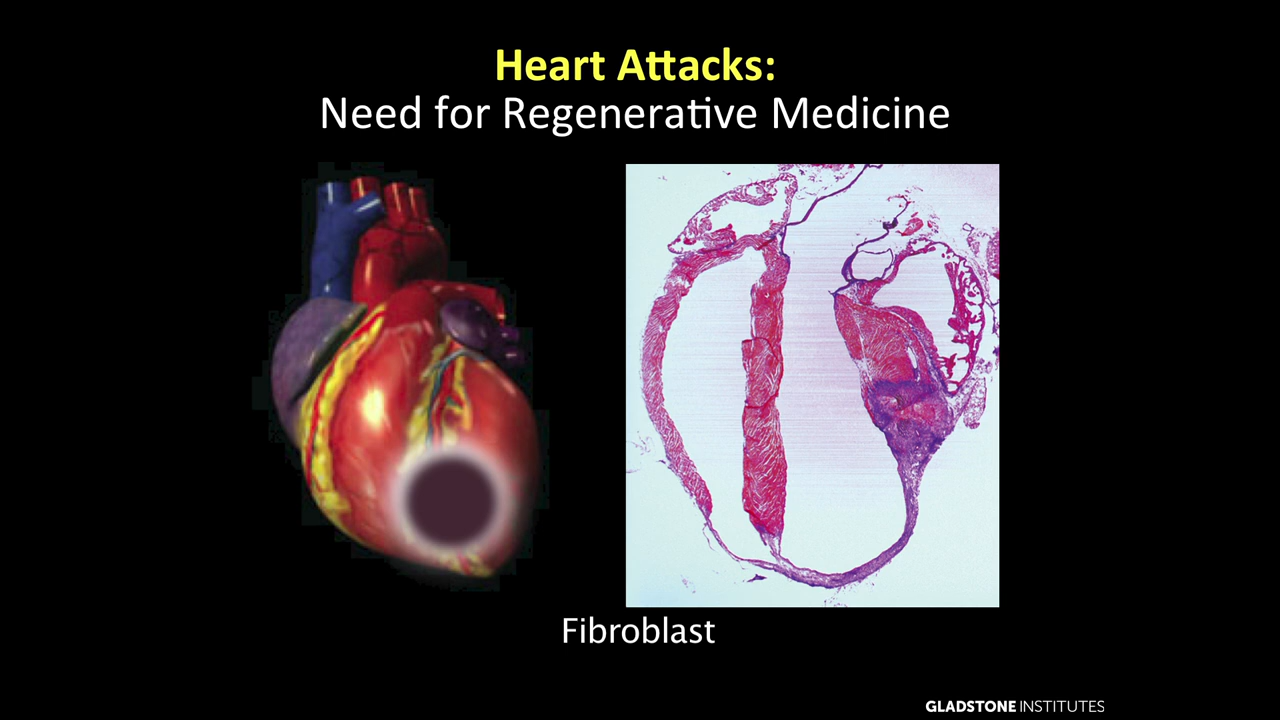 Heart Attacks:
Need for Regenerative Medicine
Fibroblast
GLADSTONE INSTITUTES